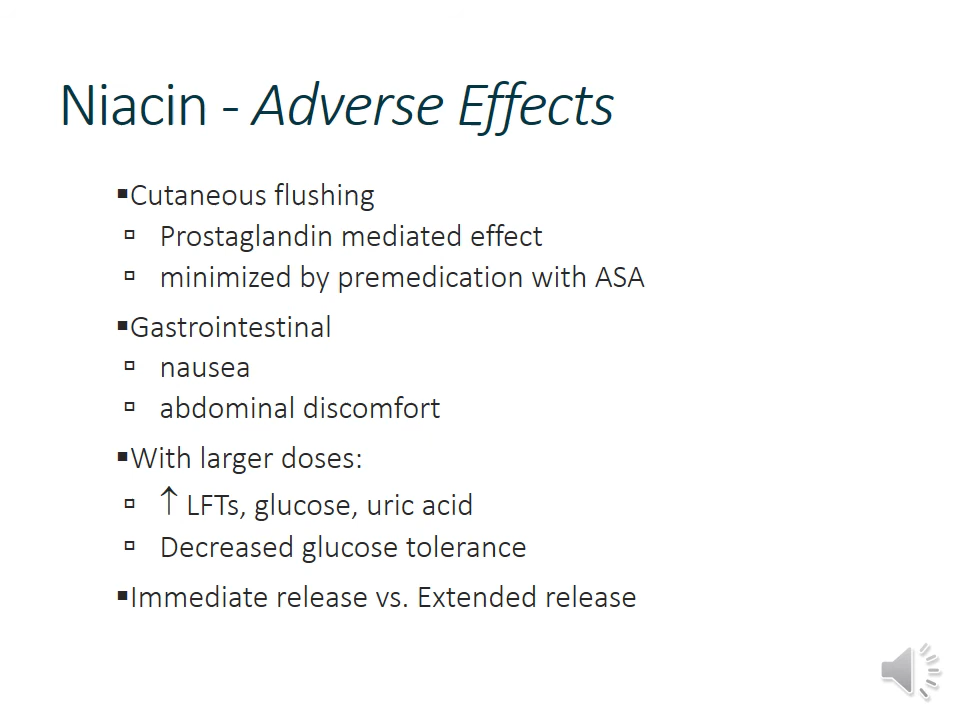 Niacin - Adverse Effects
▪Cutaneous flushing
▫ Prostaglandin mediated effect
▫ minimized by premedication with ASA
▪Gastrointestinal
▫ nausea
▫ abdominal discomfort
▪With larger doses:
▫ ↑ LFTs, glucose, uric acid
▫ Decreased glucose tolerance
▪Immediate release vs. Extended release